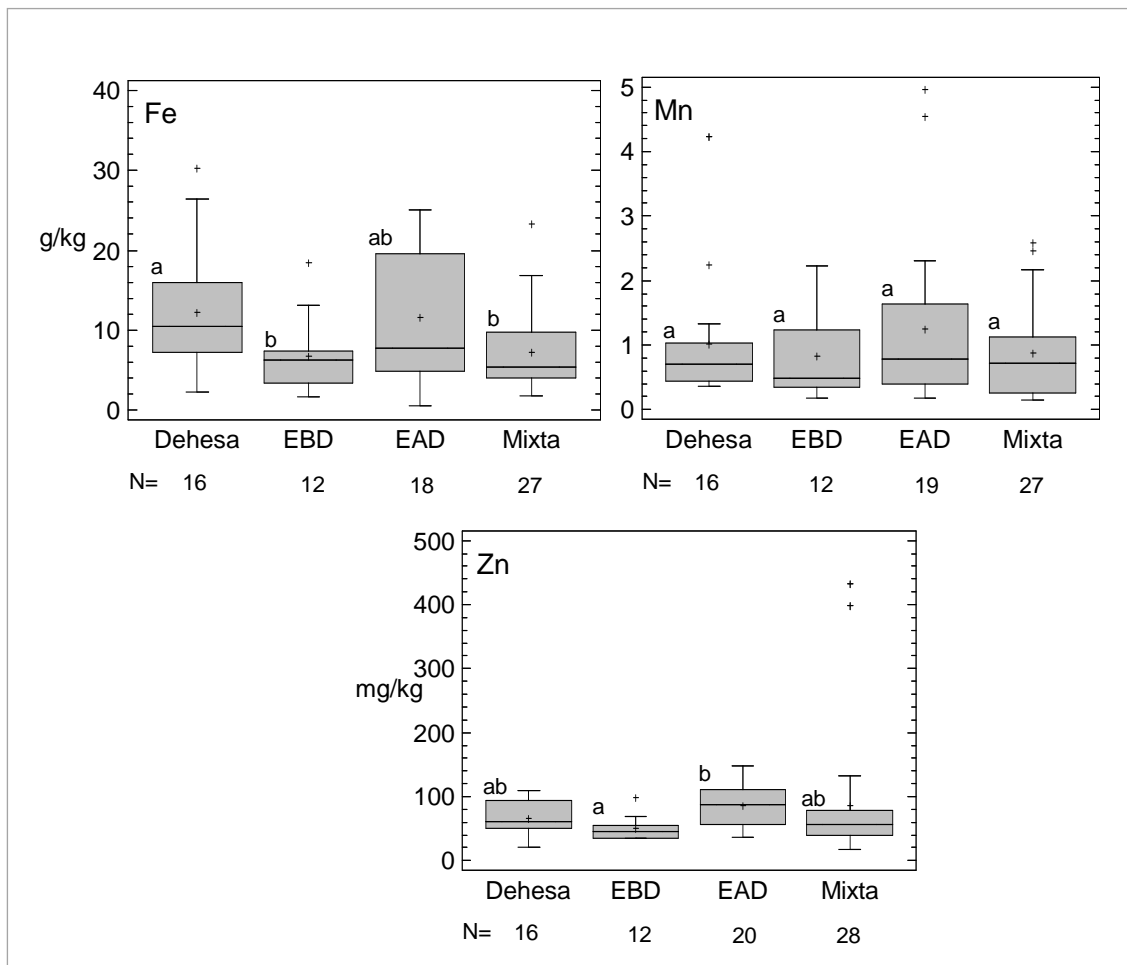 Fe
40
30
20
10
0
g/kg
a
b
ab
b
Dehesa EBD EAD Mixta
N= 16 12 18 27
Mn
5
4
3
2
1
0
a
a
a
a
Dehesa EBD EAD Mixta
N= 16 12 19 27
Zn
500
400
300
200
100
0
mg/kg
ab
a
b
ab
Dehesa EBD EAD Mixta
N= 16 12 20 28